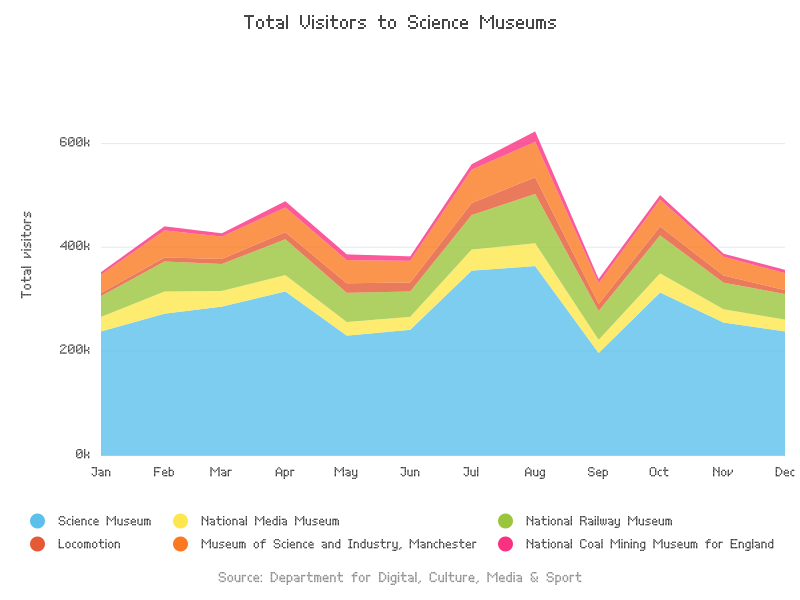 Total Visitors to Science Museums
600k
400k
200k
0k
Total visitors
Jan Feb Mar Apr May Jun Jul Aug Sep Oct Nov Dec
Science Museum National Media Museum National Railway Museum
Locomotion Museum of Science and Industry, Manchester National Coal Mining Museum for England
Source: Department for Digital, Culture, Media & Sport